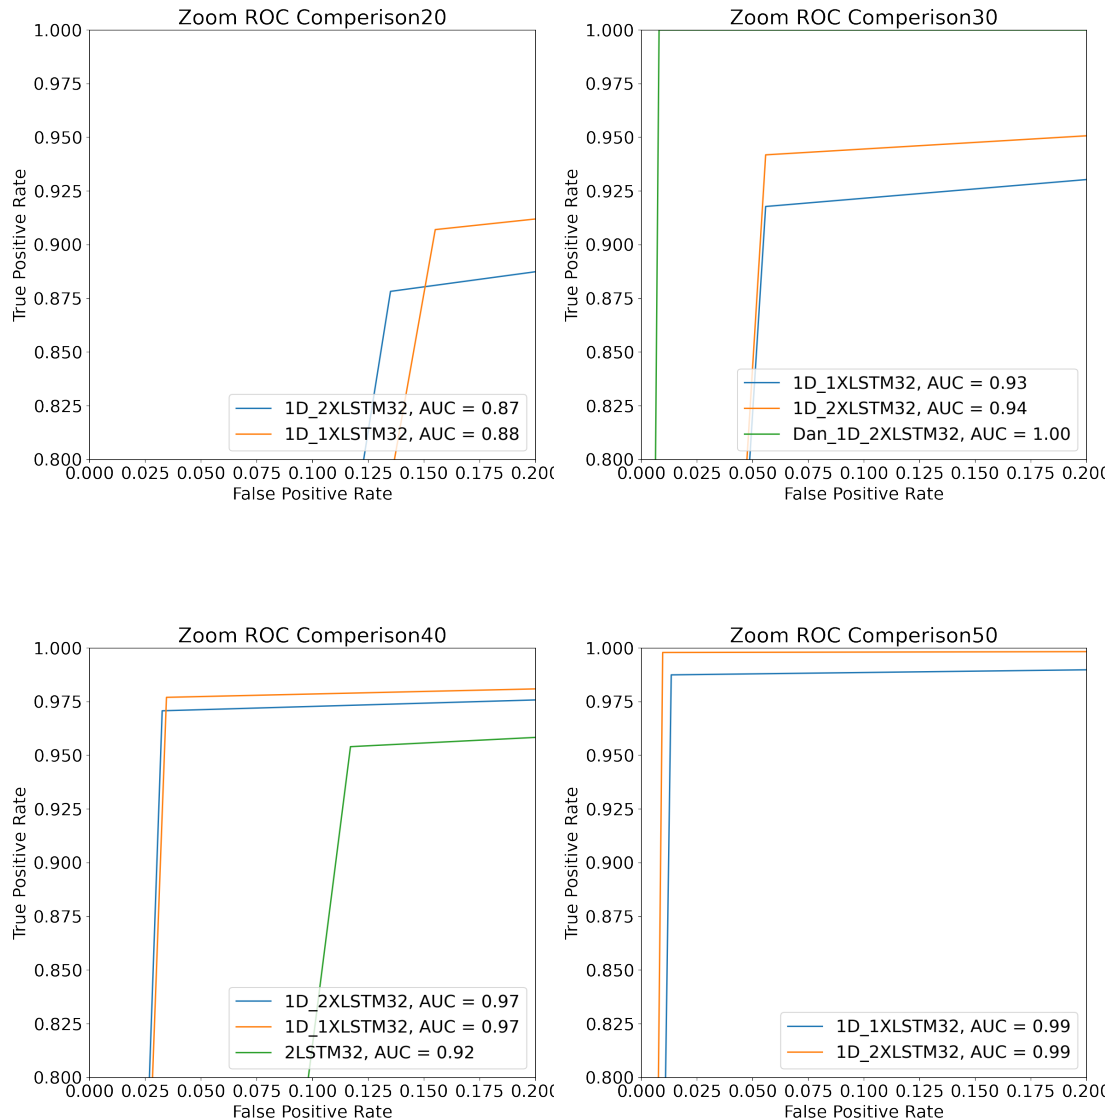 Zoom ROC Comperison20
1.000
0.975
0.950
0.925
0.900
0.875
0.850
0.825
0.800
True Positive Rate
1D_2XLSTM32, AUC = 0.87
1D_1XLSTM32, AUC = 0.88
0.000 0.025 0.050 0.075 0.100 0.125 0.150 0.175 0.200
False Positive Rate
Zoom ROC Comperison30
1.000
0.975
0.950
0.925
0.900
0.875
0.850
0.825
0.800
True Positive Rate
1D_1XLSTM32, AUC = 0.93
1D_2XLSTM32, AUC = 0.94
Dan_1D_2XLSTM32, AUC = 1.00
0.000 0.025 0.050 0.075 0.100 0.125 0.150 0.175 0.200
False Positive Rate
Zoom ROC Comperison40
1.000
0.975
0.950
0.925
0.900
0.875
0.850
0.825
0.800
True Positive Rate
1D_2XLSTM32, AUC = 0.97
1D_1XLSTM32, AUC = 0.97
2LSTM32, AUC = 0.92
0.000 0.025 0.050 0.075 0.100 0.125 0.150 0.175 0.200
False Positive Rate
Zoom ROC Comperison50
1.000
0.975
0.950
0.925
0.900
0.875
0.850
0.825
0.800
True Positive Rate
1D_1XLSTM32, AUC = 0.99
1D_2XLSTM32, AUC = 0.99
0.000 0.025 0.050 0.075 0.100 0.125 0.150 0.175 0.200
False Positive Rate